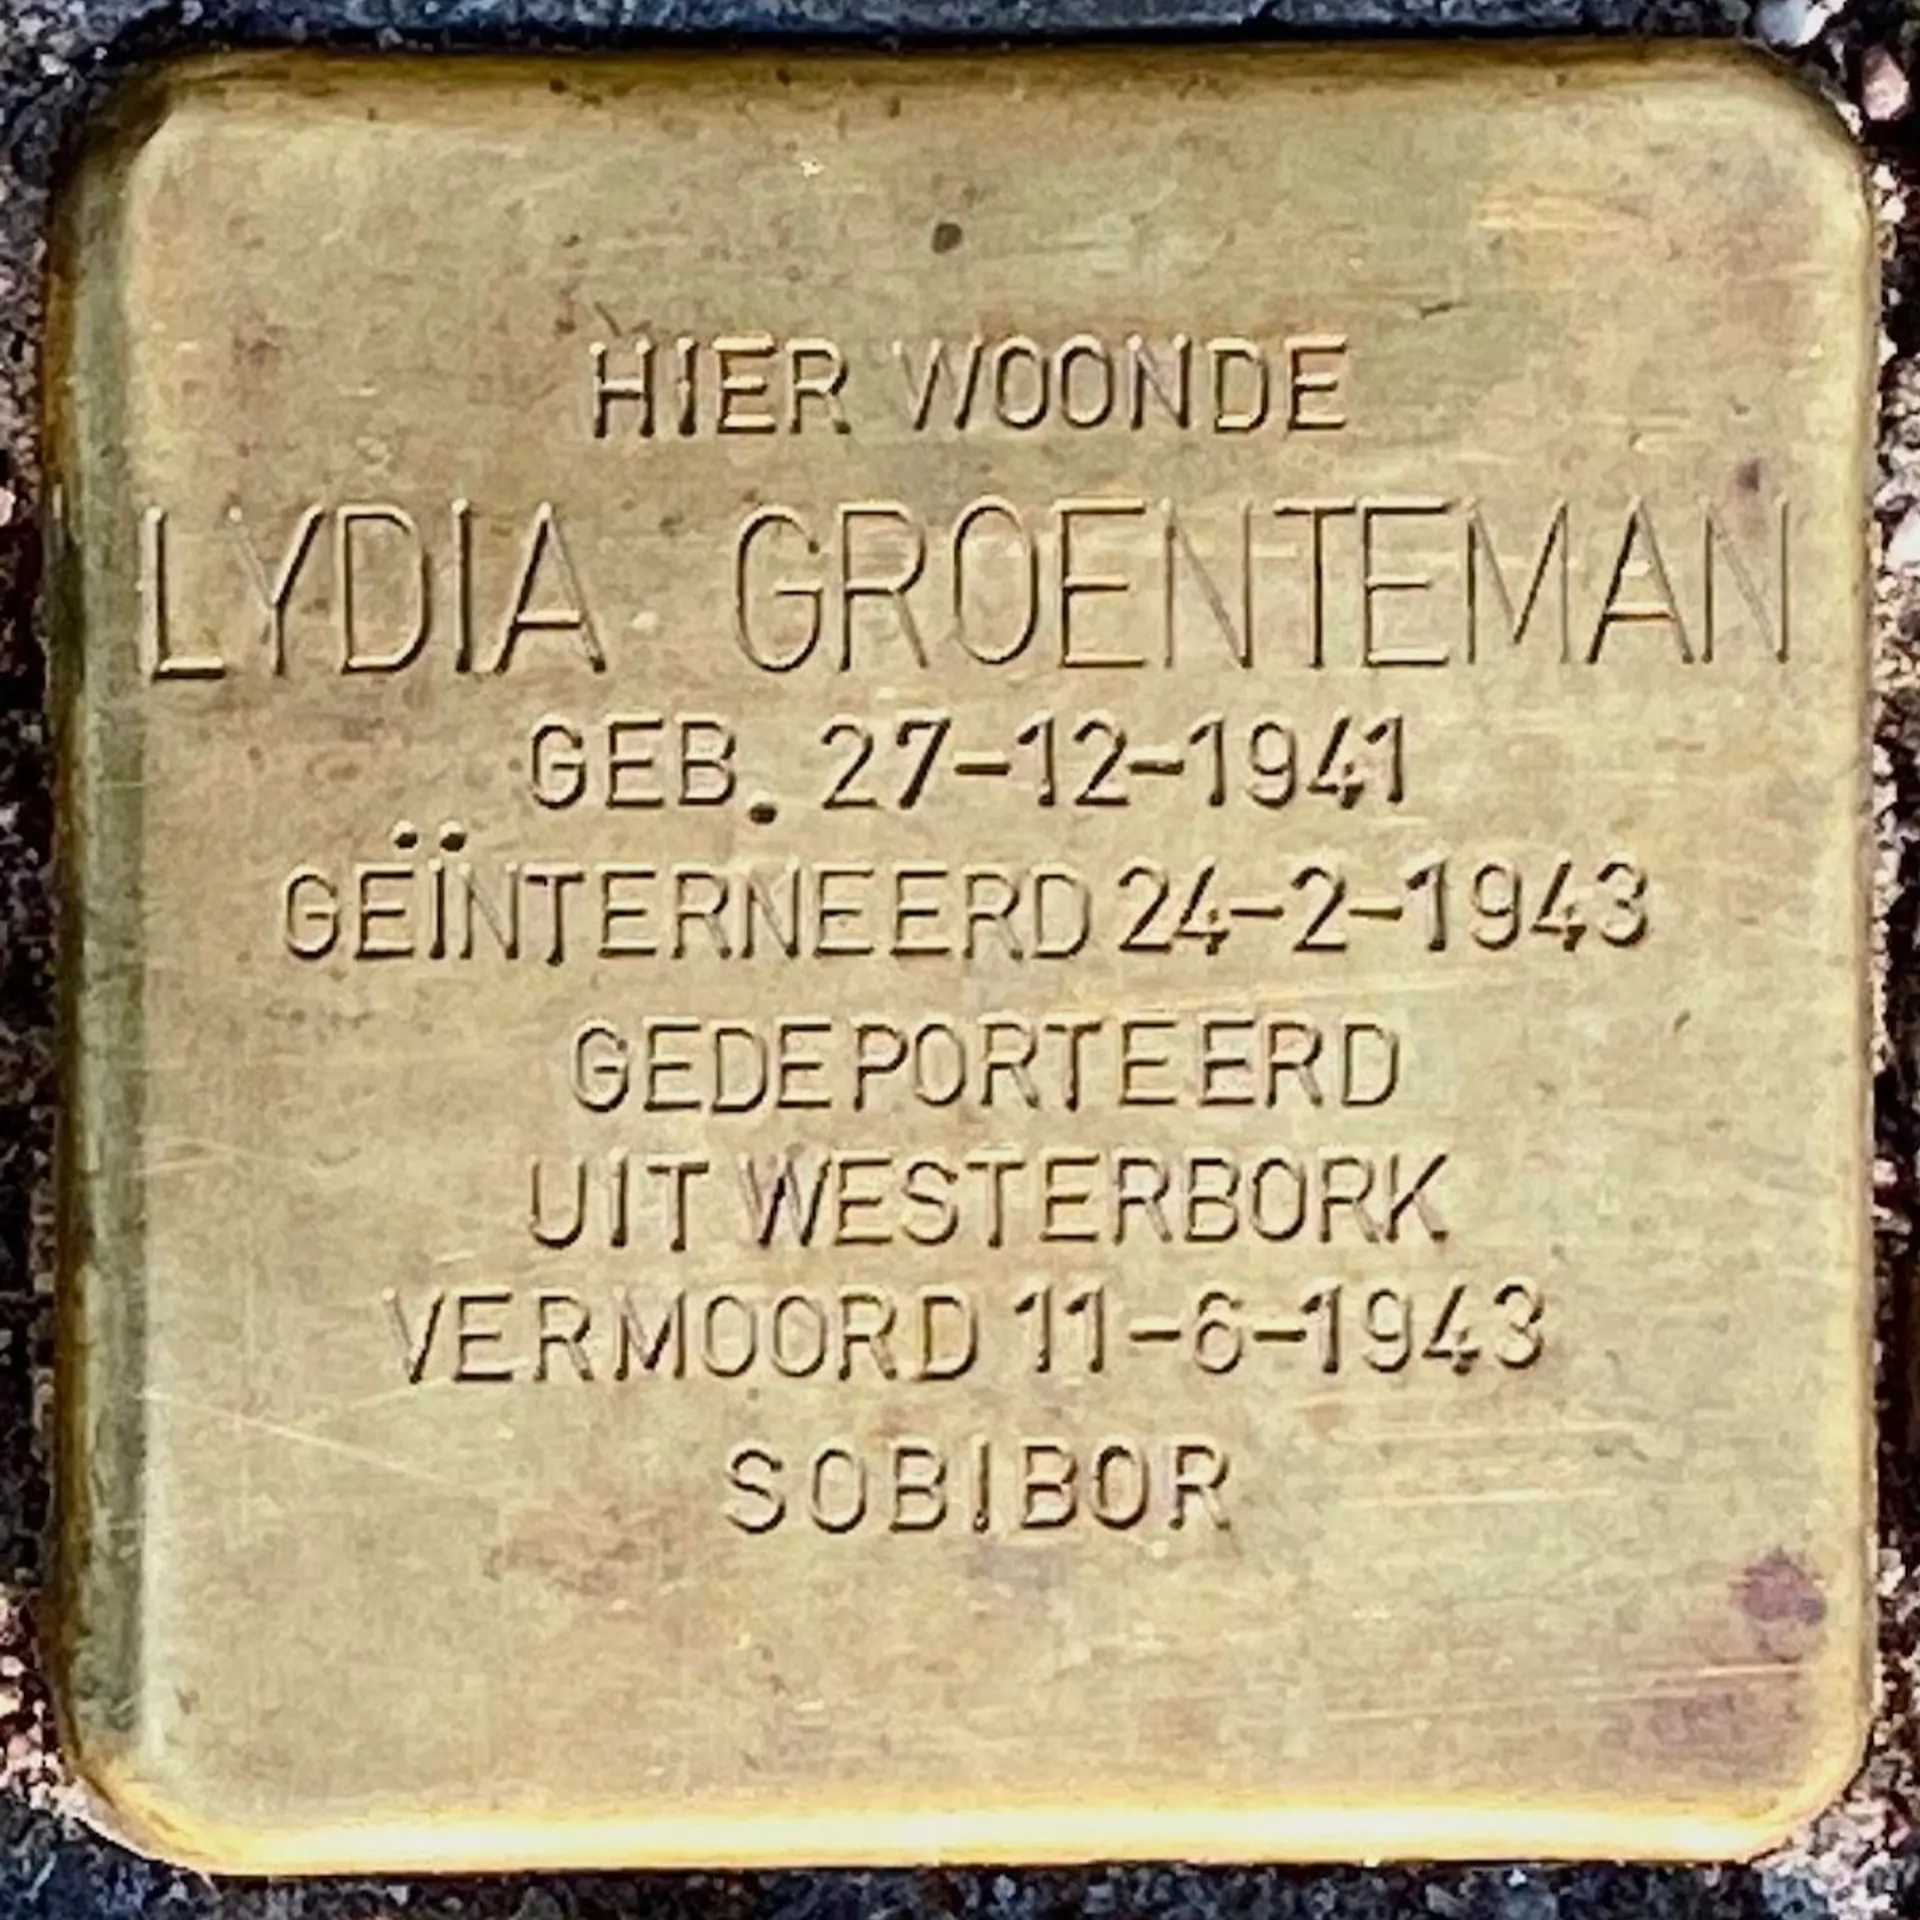 HIER WOONDE
LYDIA GROENTEMAN
GEB. 27-12-1941
GEÏNTERNEERD 24-2-1943
GEDEPORTEERD
UIT WESTERBORK
VERMOORD 11-6-1943
SOBIBOR